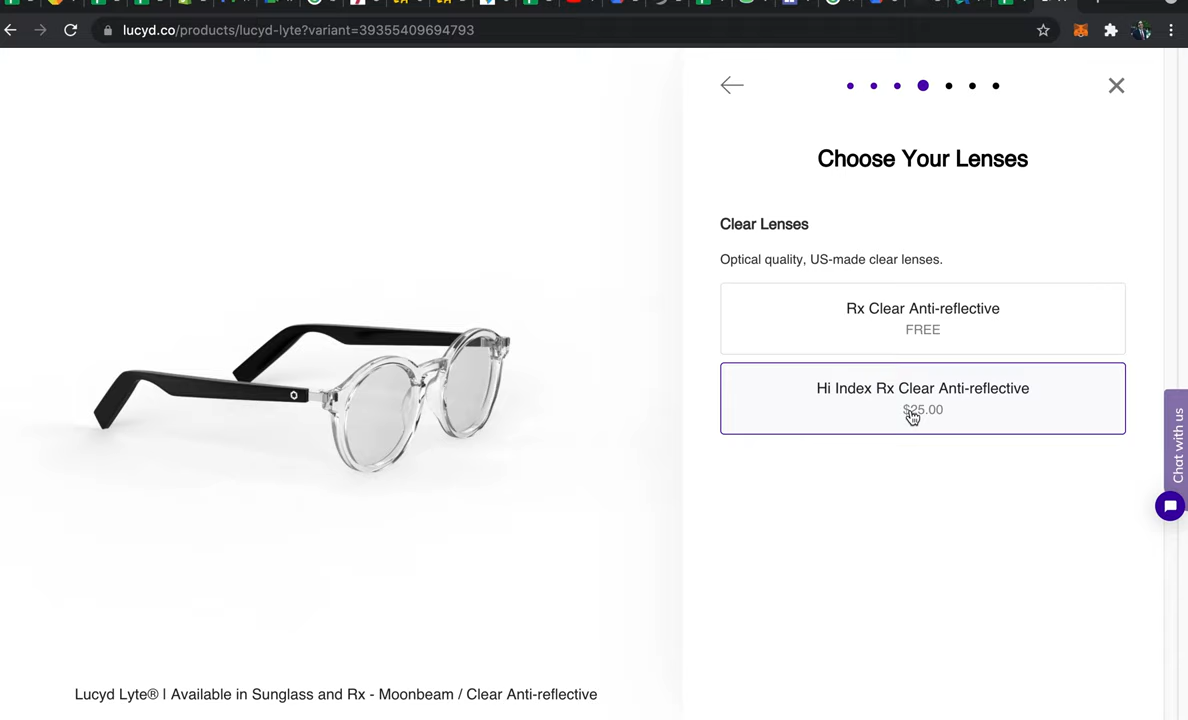 lucyd.co/products/lucyd-lyte?variant=39355409694793
Choose Your Lenses
Clear Lenses
Optical quality, US-made clear lenses.
Rx Clear Anti-reflective
FREE
Hi Index Rx Clear Anti-reflective
$25.00
Chat with us
Lucyd Lyte® | Available in Sunglass and Rx - Moonbeam / Clear Anti-reflective